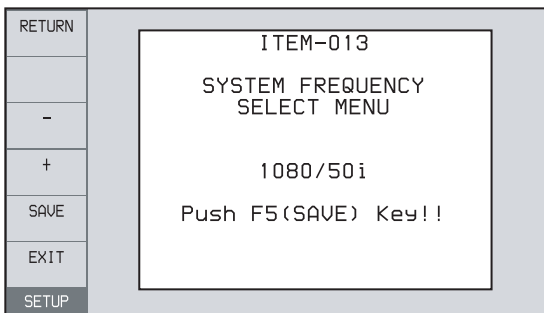 RETURN
-
+
SAVE
EXIT
SETUP
ITEM-013
SYSTEM FREQUENCY
SELECT MENU
1080/50i
Push F5(SAVE) Key!!